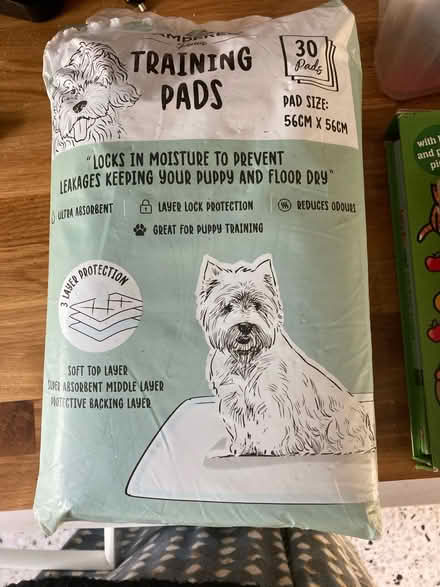 TRAINING
PADS
30
Pads
PAD SIZE:
56CM X 56CM
"LOCKS IN MOISTURE TO PREVENT
LEAKAGES KEEPING YOUR PUPPY AND FLOOR DRY"
ULTRA ABSORBENT
LAYER LOCK PROTECTION
REDUCES ODOURS
GREAT FOR PUPPY TRAINING
3 LAYER PROTECTION
SOFT TOP LAYER
SUPER ABSORBENT MIDDLE LAYER
PROTECTIVE BACKING LAYER
with
and